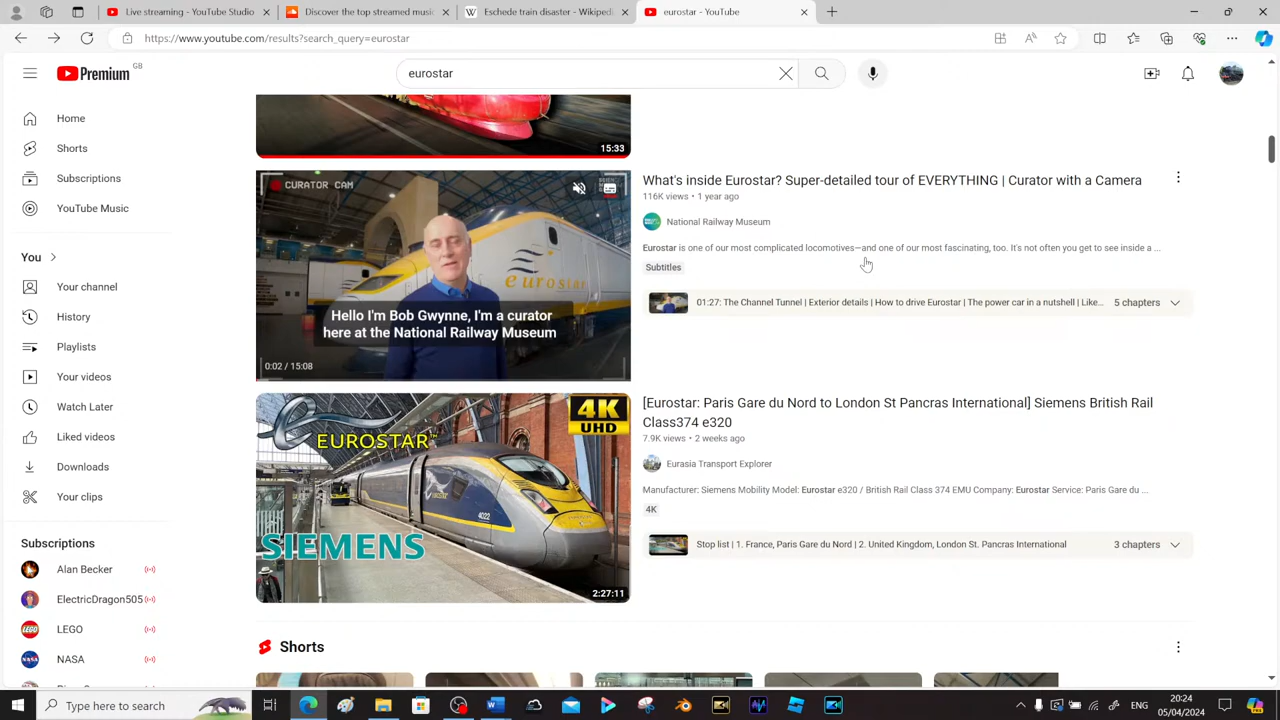 Live streaming - YouTube Studio
Discover the top streamed music
Eschede train disaster - Wikiped
eurostar - YouTube
https://www.youtube.com/results?search_query=eurostar
Premium GB
eurostar
Home
Shorts
Subscriptions
YouTube Music
You
Your channel
History
Playlists
Your videos
Watch Later
Liked videos
Downloads
Your clips
Subscriptions
Alan Becker
ElectricDragon505
LEGO
NASA
15:33
CURATOR CAM
eurostar
Hello I'm Bob Gwynne, I'm a curator
here at the National Railway Museum
0:02 / 15:08
What's inside Eurostar? Super-detailed tour of EVERYTHING | Curator with a Camera
116K views • 1 year ago
National Railway Museum
Eurostar is one of our most complicated locomotives—and one of our most fascinating, too. It's not often you get to see inside a ...
Subtitles
01:27: The Channel Tunnel | Exterior details | How to drive Eurostar | The power car in a nutshell | Like...
5 chapters
4K
UHD
EUROSTAR™
4022
SIEMENS
2:27:11
[Eurostar: Paris Gare du Nord to London St Pancras International] Siemens British Rail
Class374 e320
7.9K views • 2 weeks ago
Eurasia Transport Explorer
Manufacturer: Siemens Mobility Model: Eurostar e320 / British Rail Class 374 EMU Company: Eurostar Service: Paris Gare du ...
4K
Stop list | 1. France, Paris Gare du Nord | 2. United Kingdom, London St. Pancras International
3 chapters
Shorts
Type here to search
ENG
20:24
05/04/2024